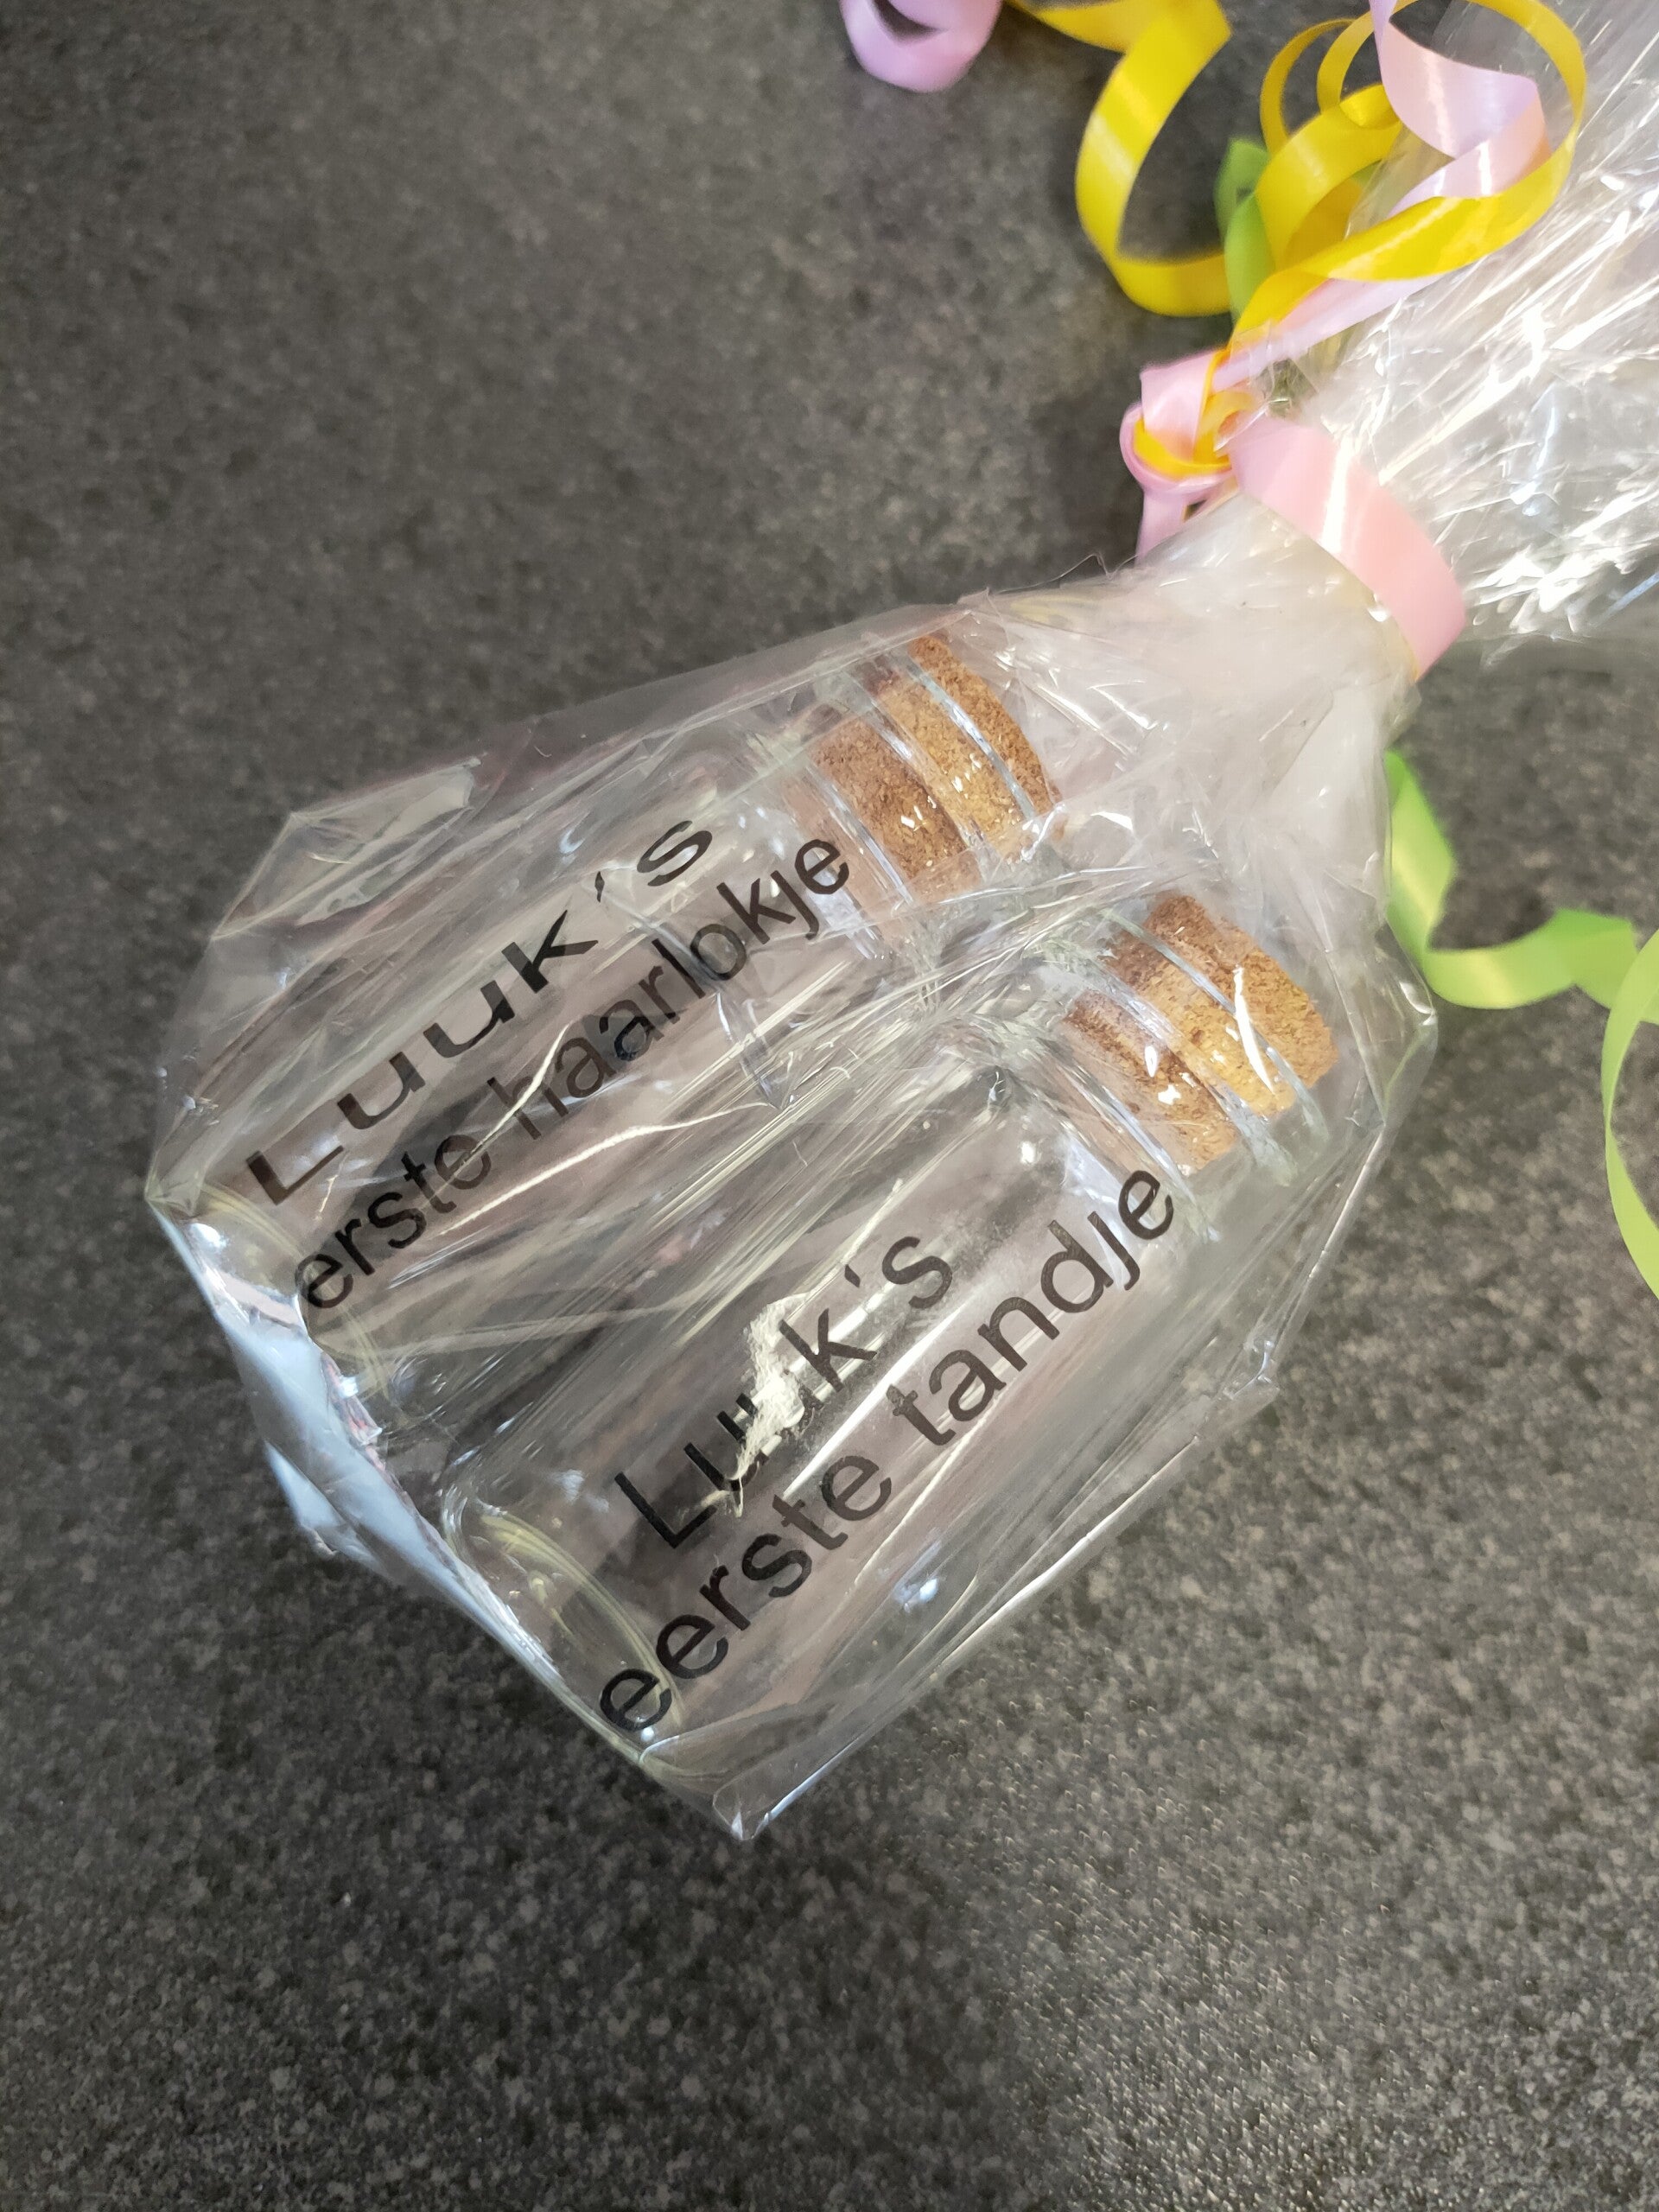 Luuk's
eerste haarlokje
Luuk's
eerste tandje